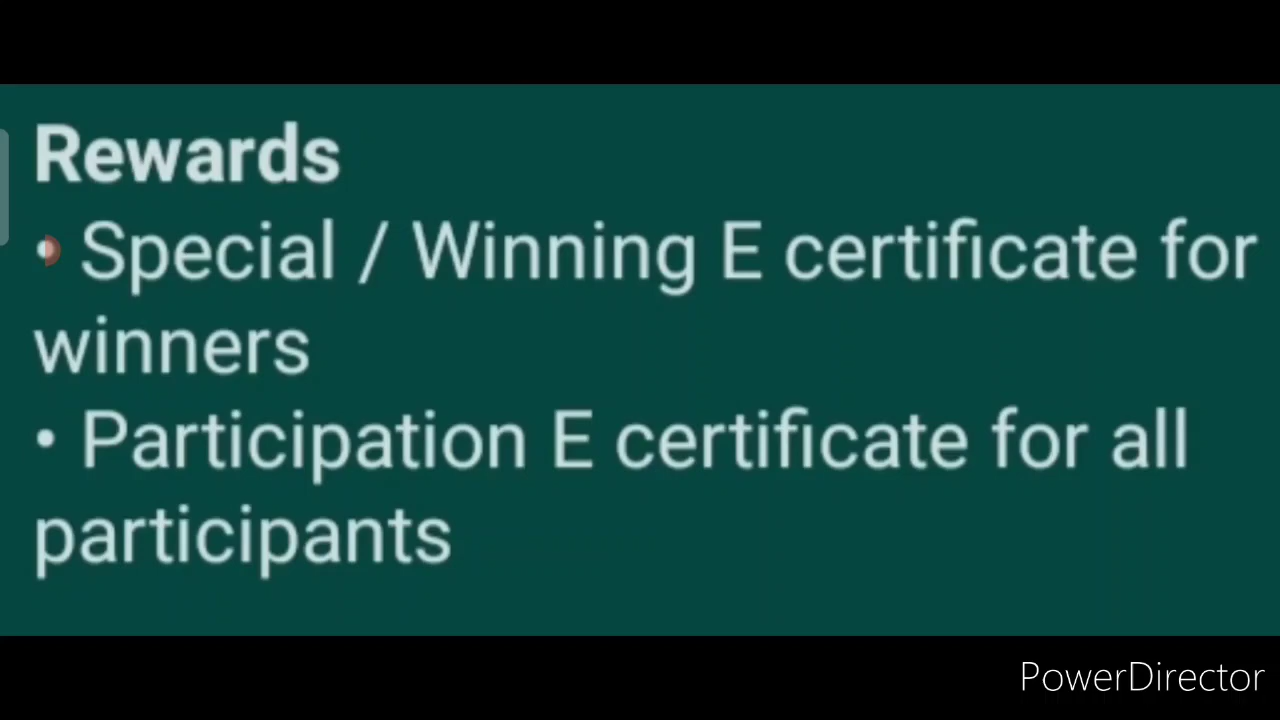 Rewards
• Special / Winning E certificate for
winners
• Participation E certificate for all
participants
PowerDirector